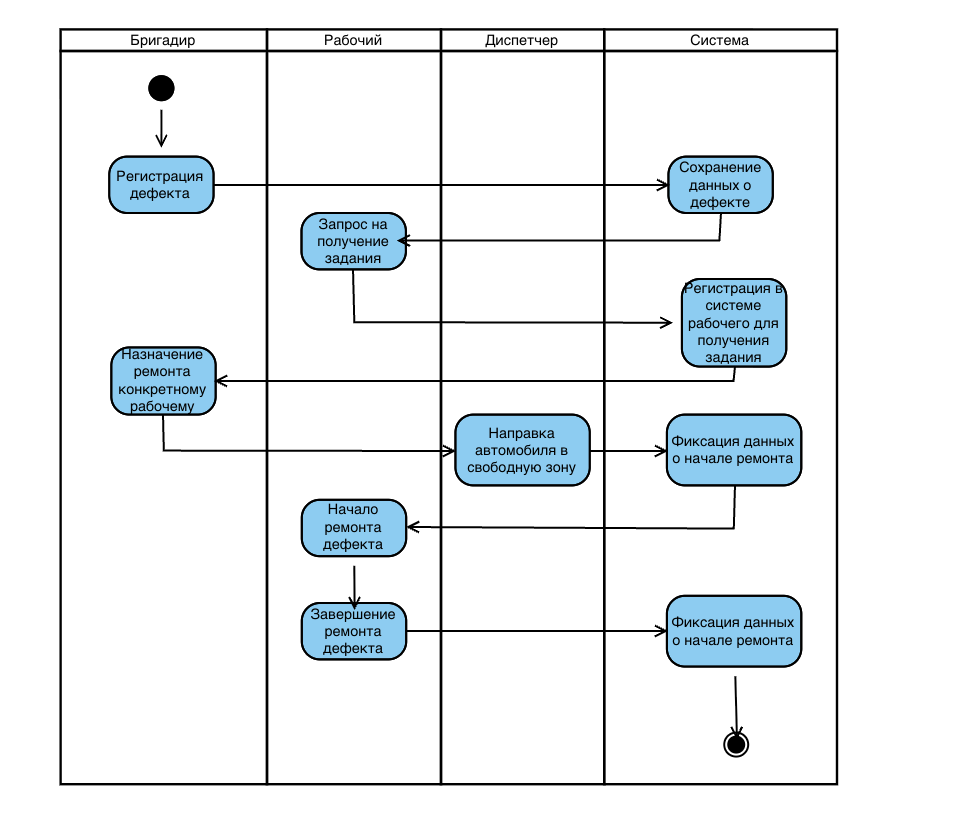 Бригадир
Рабочий
Диспетчер
Система
Регистрация
дефекта
Сохранение
данных о
дефекте
Запрос на
получение
задания
Регистрация в
системе
рабочего для
получения
задания
Назначение
ремонта
конкретному
рабочему
Направка
автомобиля в
свободную зону
Фиксация данных
о начале ремонта
Начало
ремонта
дефекта
Завершение
ремонта
дефекта
Фиксация данных
о начале ремонта